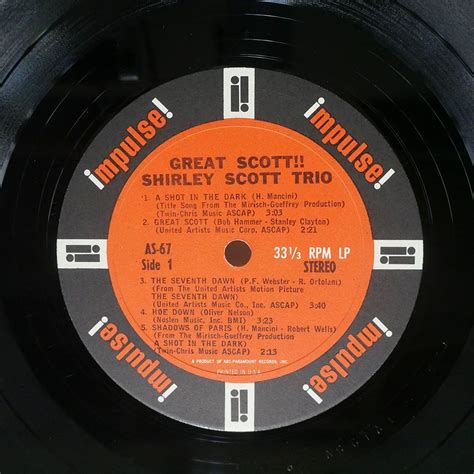 impulse!
GREAT SCOTT!!
SHIRLEY SCOTT TRIO
1. A SHOT IN THE DARK (H. Mancini)
(Title Song From The Mirisch-Geoffrey Production)
(Twin-Chris Music ASCAP) 3:03
2. GREAT SCOTT (Bob Hammer - Stanley Clayton)
(United Artists Music Corp. ASCAP) 2:21
AS-67
Side 1
33 1/3 RPM LP
STEREO
3. THE SEVENTH DAWN (P.F. Webster - R. Ortolani)
(From The United Artists Motion Picture
THE SEVENTH DAWN)
(United Artists Music Co., Inc. ASCAP) 3:40
4. HOE DOWN (Oliver Nelson)
(Noslen Music, Inc. BMI) 3:23
5. SHADOWS OF PARIS (H. Mancini - Robert Wells)
(From The Mirisch-Geoffrey Production
A SHOT IN THE DARK)
(Twin-Chris Music ASCAP) 2:13
A PRODUCT OF ABC-PARAMOUNT RECORDS, INC.
PRINTED IN U.S.A.
impulse!
impulse!
impulse!